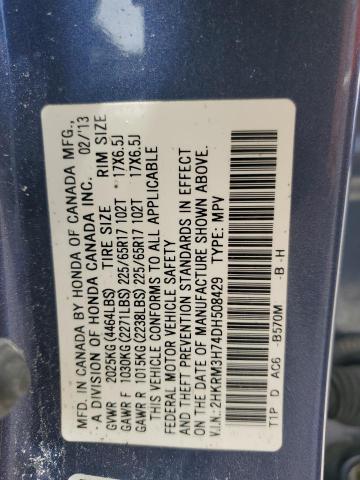 MFD. IN CANADA BY HONDA OF CANADA MFG.,
- A DIVISION OF HONDA CANADA INC. 02/'13
GVWR 2025KG(4464LBS) TIRE SIZE RIM SIZE
GAWR F 1030KG(2271LBS) 225/65R17 102T 17X6.5J
GAWR R 1015KG(2238LBS) 225/65R17 102T 17X6.5J
THIS VEHICLE CONFORMS TO ALL APPLICABLE
FEDERAL MOTOR VEHICLE SAFETY
AND THEFT PREVENTION STANDARDS IN EFFECT
ON THE DATE OF MANUFACTURE SHOWN ABOVE.
V.I.N.: 2HKRM3H74DH508429 TYPE: MPV
T1P D AC6 -B570M -B -H